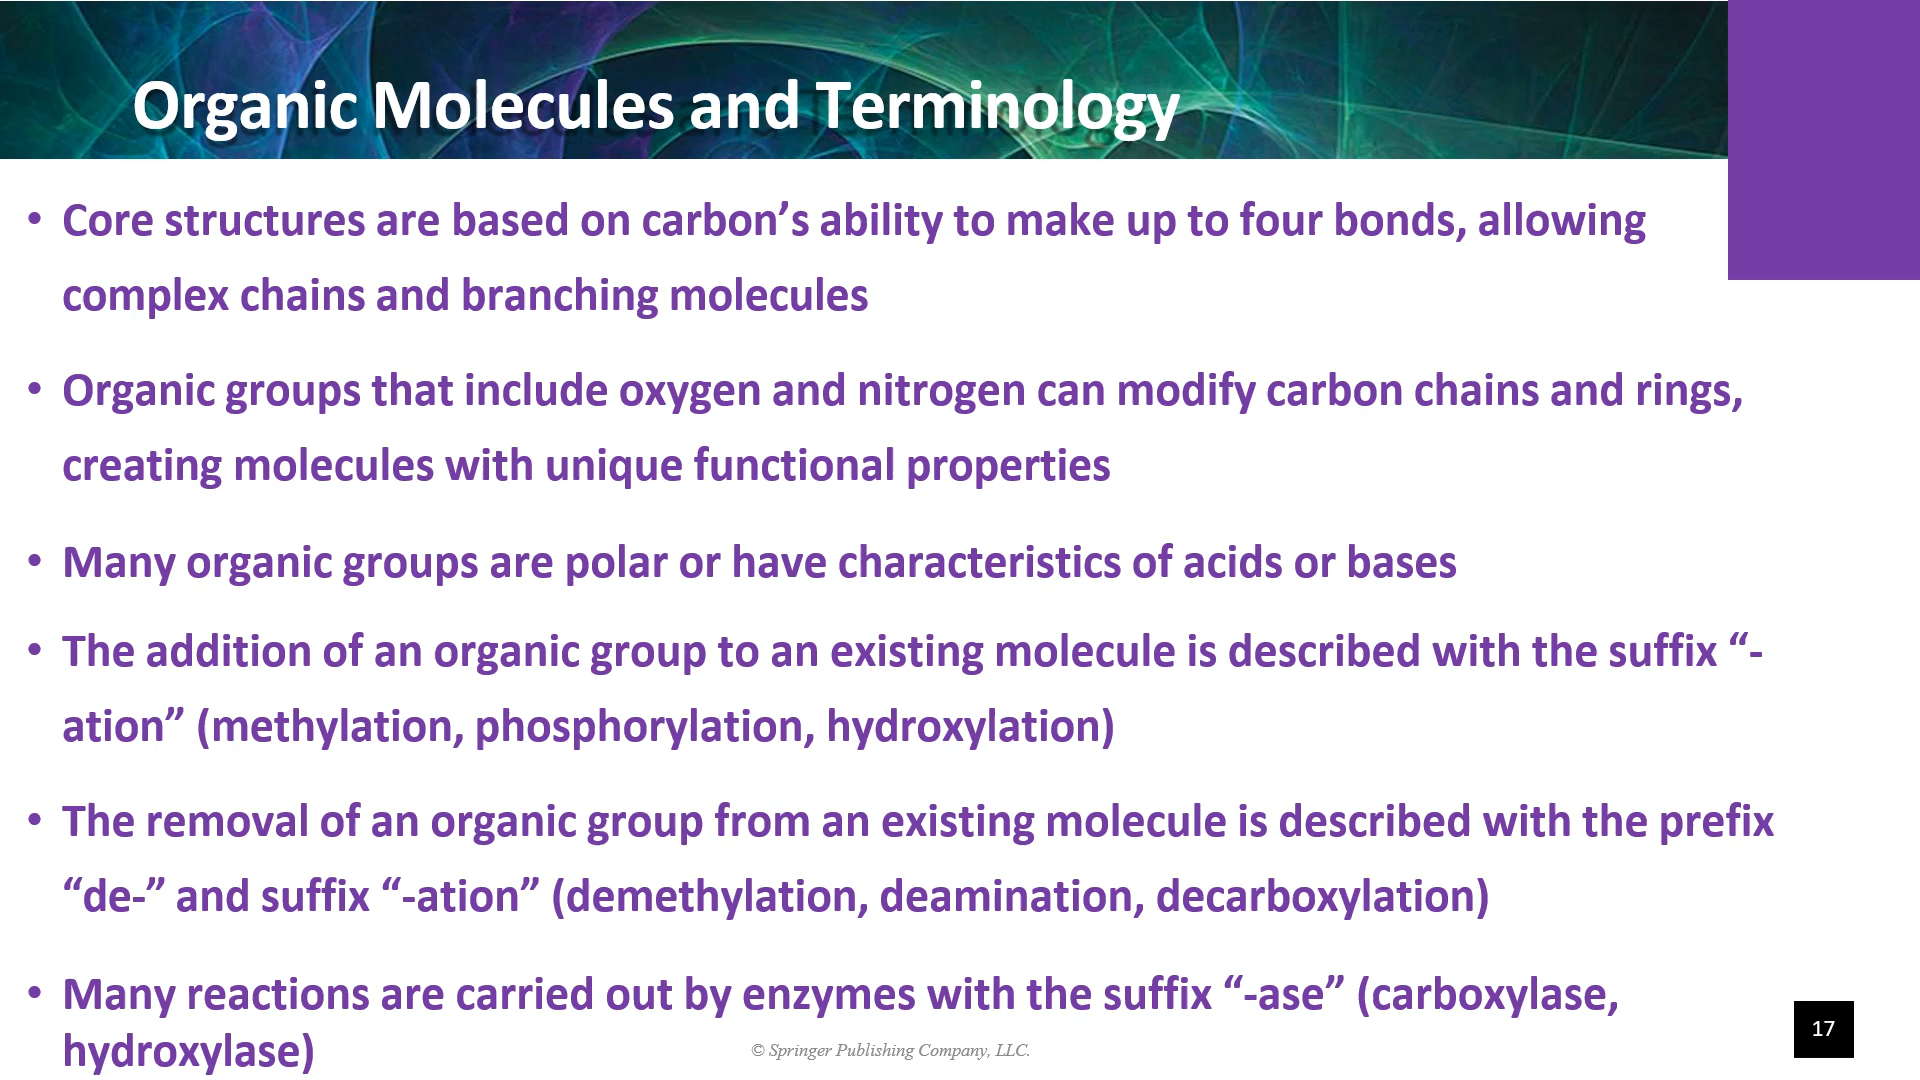 Organic Molecules and Terminology
• Core structures are based on carbon’s ability to make up to four bonds, allowing
complex chains and branching molecules
• Organic groups that include oxygen and nitrogen can modify carbon chains and rings,
creating molecules with unique functional properties
• Many organic groups are polar or have characteristics of acids or bases
• The addition of an organic group to an existing molecule is described with the suffix “-
ation” (methylation, phosphorylation, hydroxylation)
• The removal of an organic group from an existing molecule is described with the prefix
“de-” and suffix “-ation” (demethylation, deamination, decarboxylation)
• Many reactions are carried out by enzymes with the suffix “-ase” (carboxylase,
hydroxylase)
© Springer Publishing Company, LLC.
17